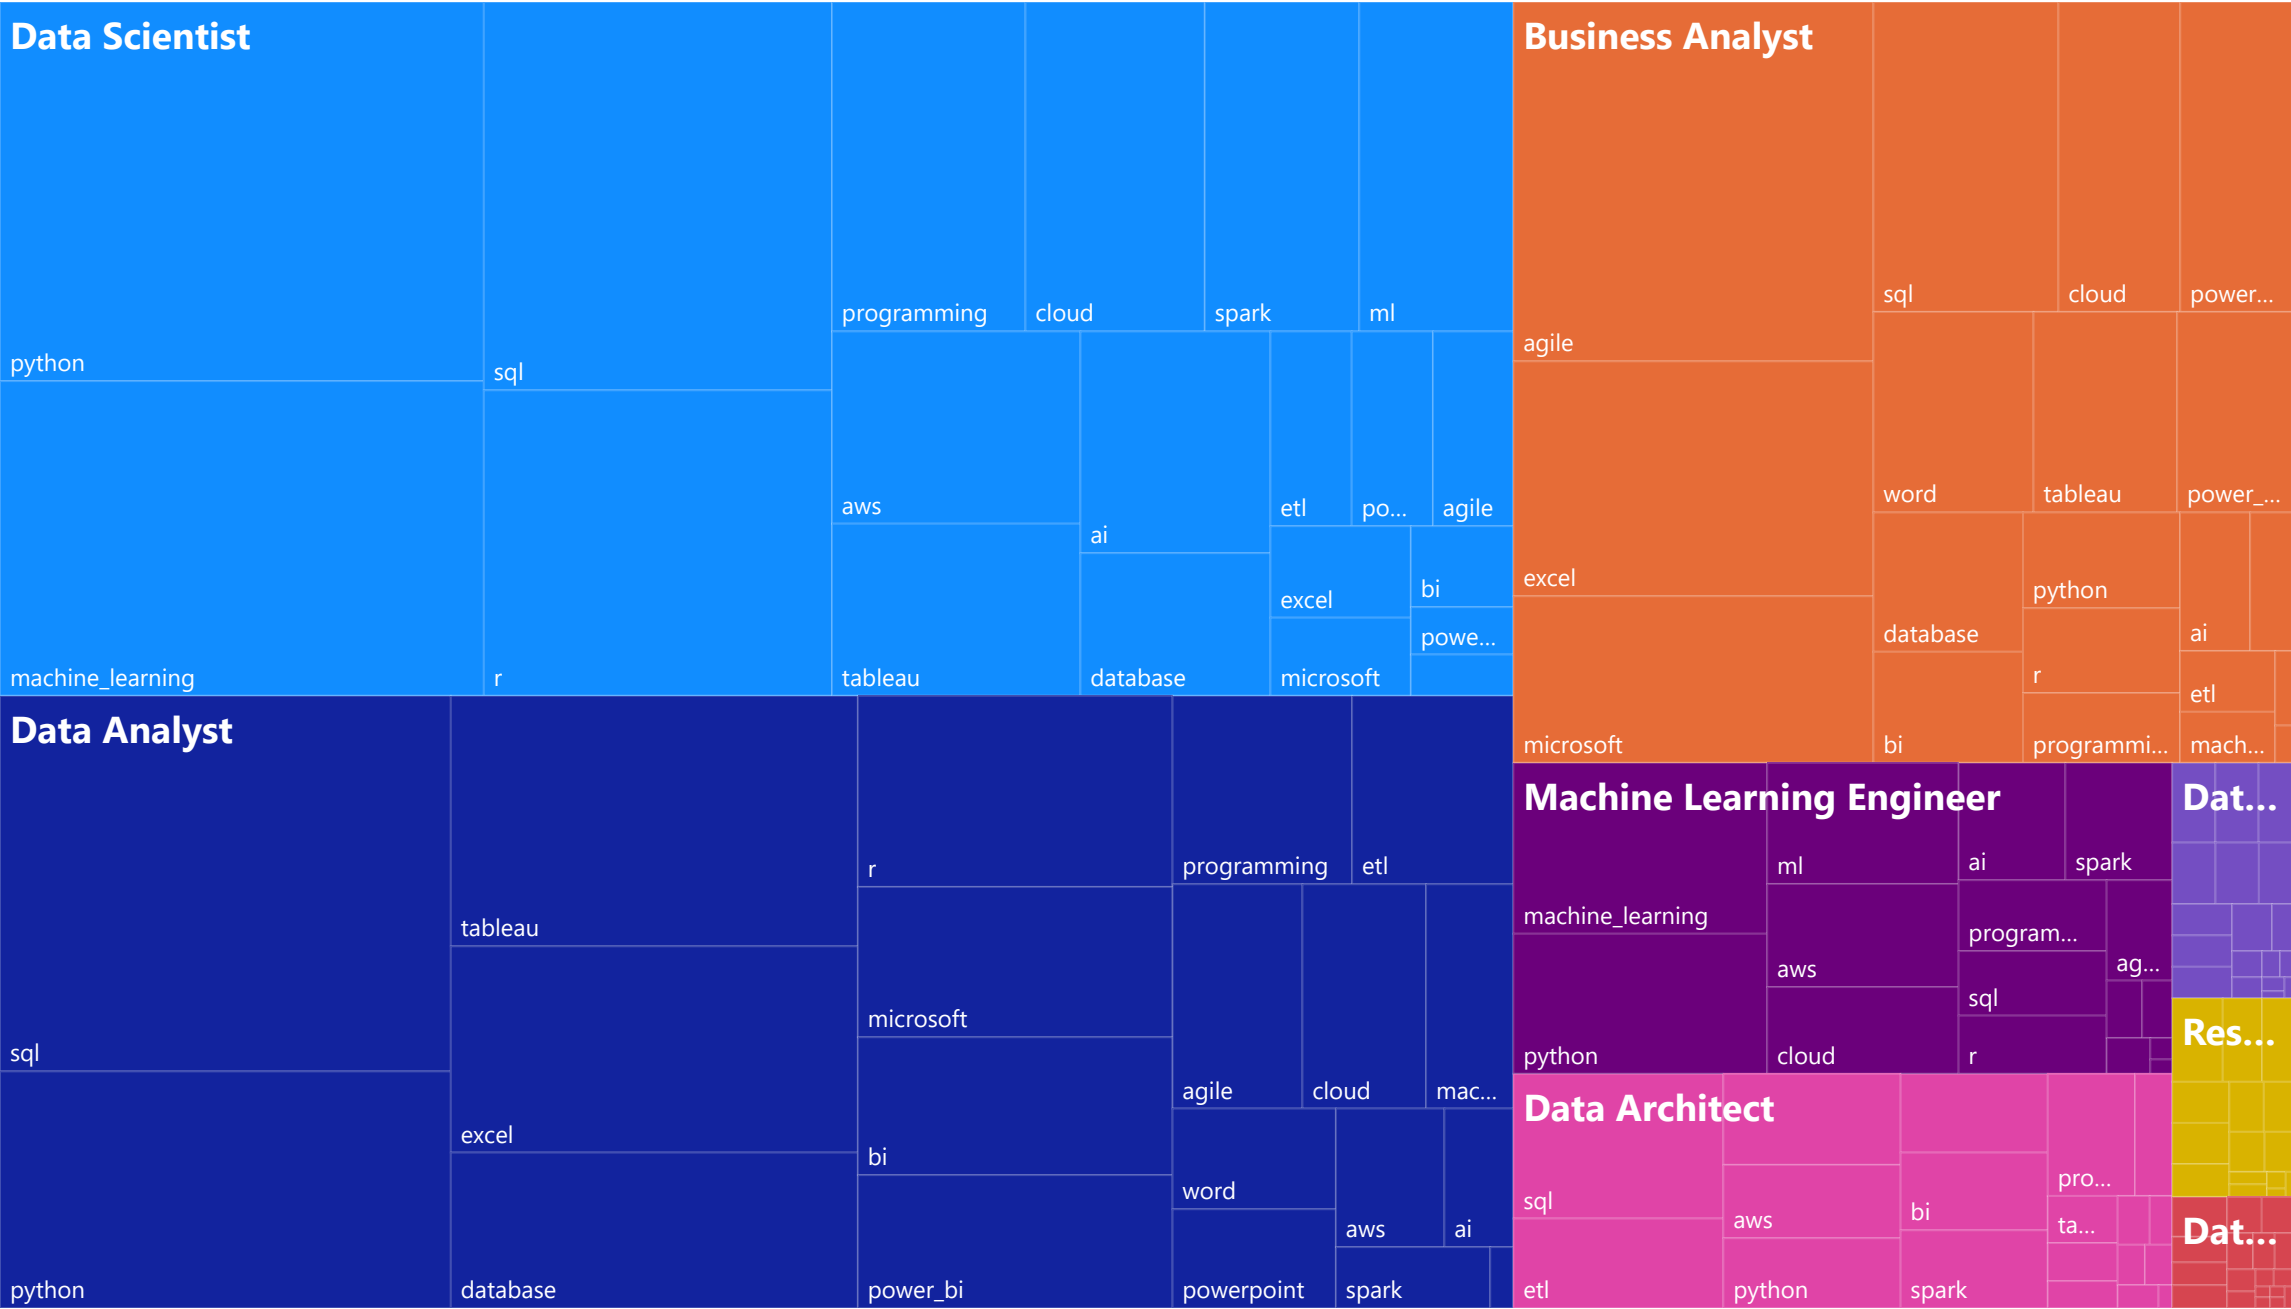 Data Scientist
python
machine_learning
sql
r
programming
cloud
spark
ml
aws
tableau
ai
database
etl
po...
agile
excel
microsoft
bi
powe...
Data Analyst
sql
python
tableau
excel
database
r
microsoft
bi
power_bi
programming
etl
agile
cloud
mac...
word
powerpoint
aws
ai
spark
Business Analyst
agile
excel
microsoft
sql
cloud
power...
word
tableau
power_...
database
bi
python
r
programmi...
ai
etl
mach...
Machine Learning Engineer
machine_learning
python
ml
aws
cloud
ai
spark
program...
sql
r
ag...
Data Architect
sql
etl
aws
python
bi
spark
pro...
ta...
Dat...
Res...
Dat...